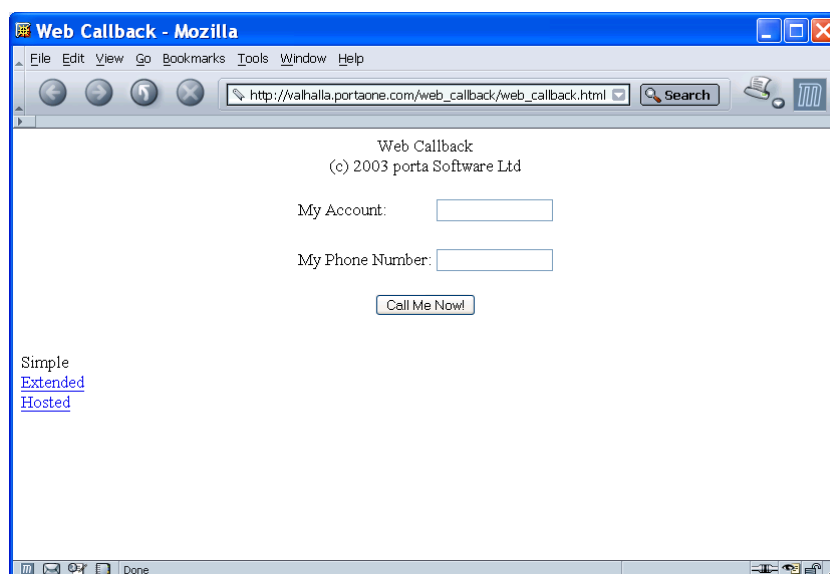 Web Callback - Mozilla
File Edit View Go Bookmarks Tools Window Help
http://valhalla.portaone.com/web_callback/web_callback.html Search
Web Callback
(c) 2003 porta Software Ltd
My Account:
My Phone Number:
Call Me Now!
Simple
Extended
Hosted
Done